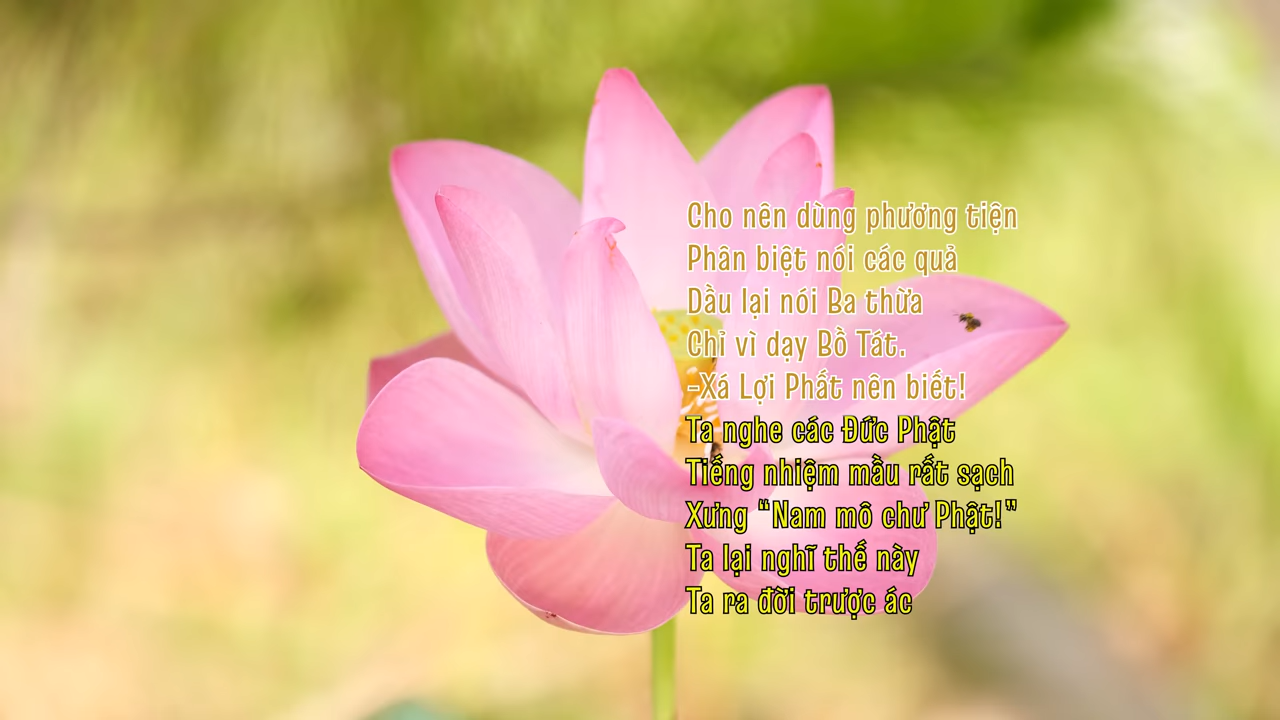 Cho nên dùng phương tiện
Phân biệt nói các quả
Dầu lại nói Ba thừa
Chỉ vì dạy Bồ Tát.
-Xá Lợi Phất nên biết!
Ta nghe các Đức Phật
Tiếng nhiệm mầu rất sạch
Xưng “Nam mô chư Phật!”
Ta lại nghĩ thế này
Ta ra đời trược ác